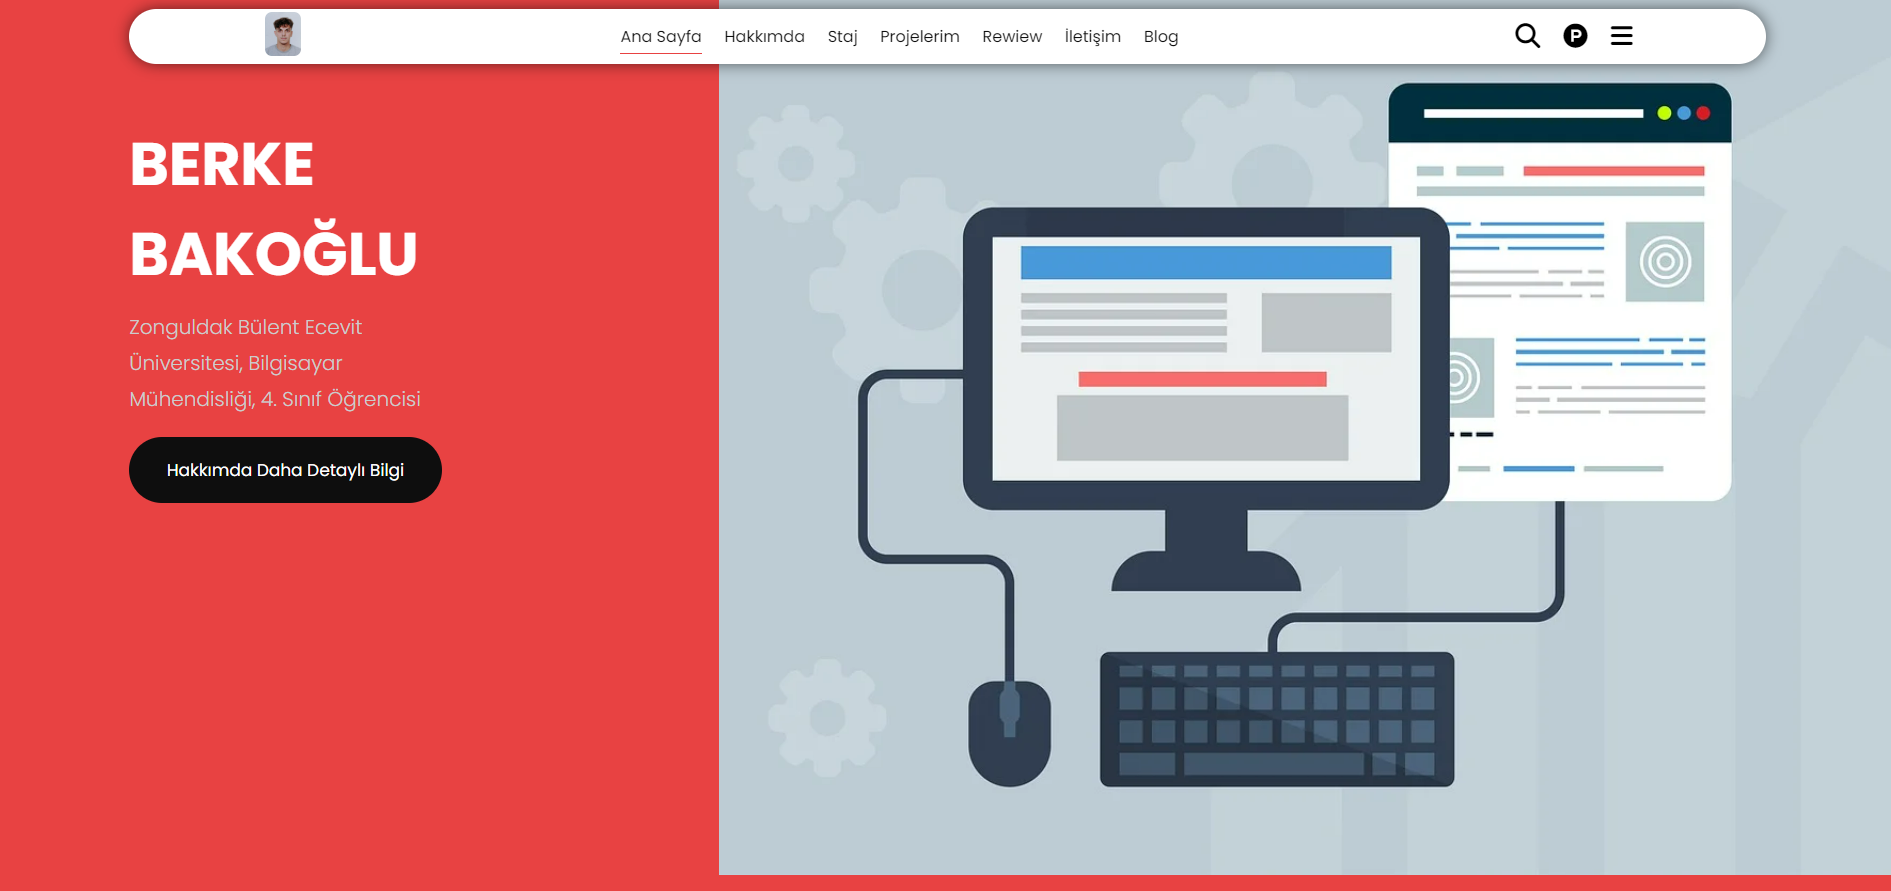 Ana Sayfa Hakkımda Staj Projelerim Rewiew İletişim Blog P
BERKE
BAKOĞLU
Zonguldak Bülent Ecevit
Üniversitesi, Bilgisayar
Mühendisliği, 4. Sınıf Öğrencisi
Hakkımda Daha Detaylı Bilgi